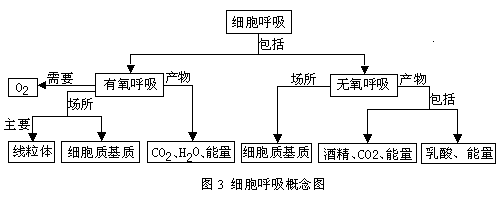 细胞呼吸
包括
O2 需要 有氧呼吸 产物 场所 无氧呼吸 产物
场所 包括
主要
线粒体 细胞质基质 CO2、H2O、能量 细胞质基质 酒精、CO2、能量 乳酸、能量
图 3 细胞呼吸概念图